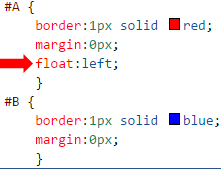 #A {
border:1px solid red;
margin:0px;
float:left;
}
#B {
border:1px solid blue;
margin:0px;
}